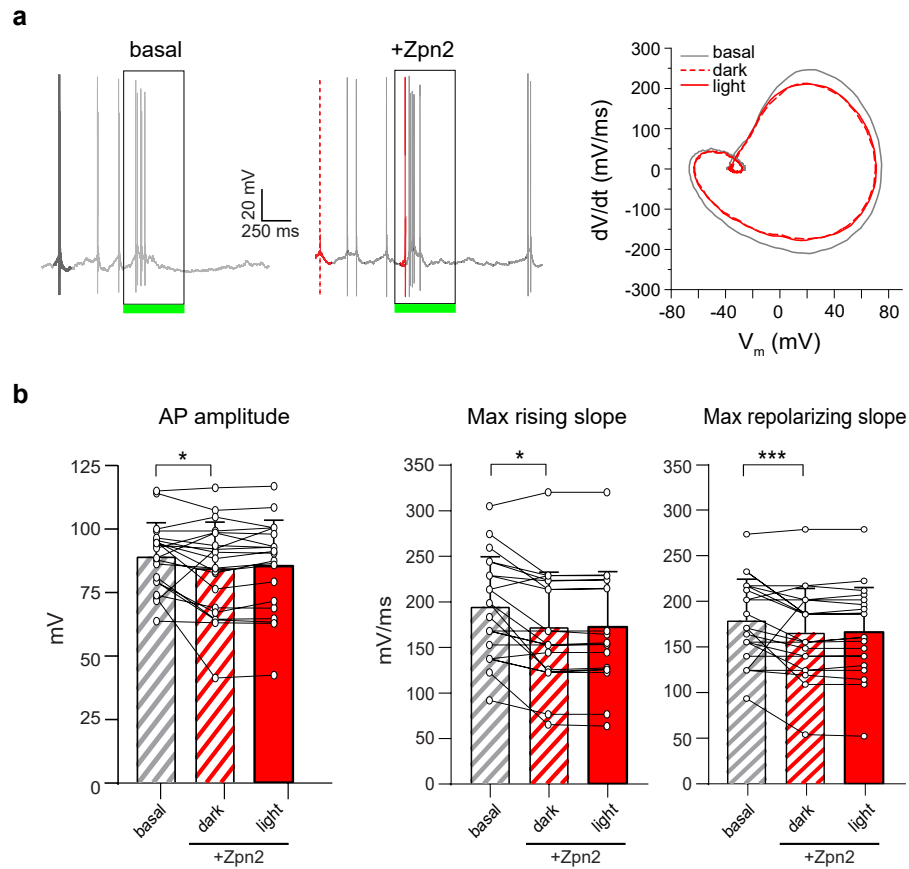 a
basal
+Zpn2
20 mV
250 ms
basal
dark
light
300
200
100
0
-100
-200
-300
dV/dt (mV/ms)
-80 -40 0 40 80
Vm (mV)
b
AP amplitude
125
100
75
50
25
0
mV
*
basal dark light
+Zpn2
Max rising slope
350
300
250
200
150
100
50
0
mV/ms
*
basal dark light
+Zpn2
Max repolarizing slope
350
300
250
200
150
100
50
0
***
basal dark light
+Zpn2